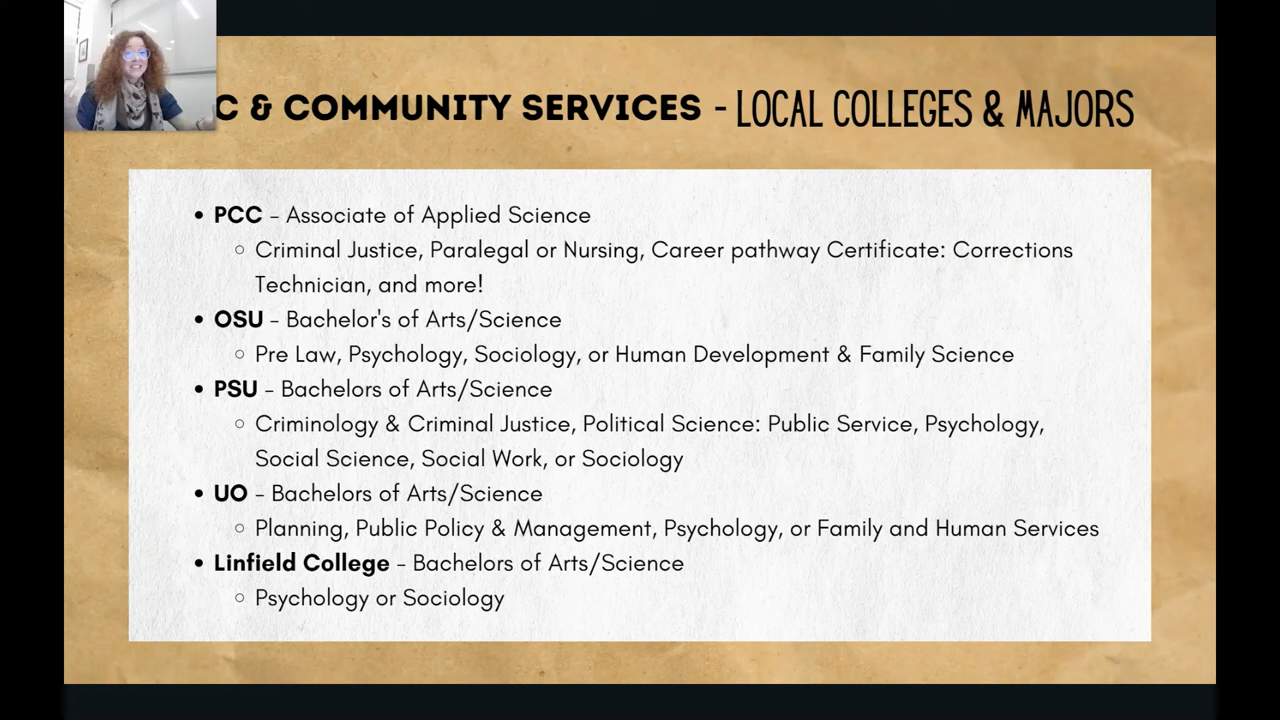 C & COMMUNITY SERVICES - LOCAL COLLEGES & MAJORS
• PCC - Associate of Applied Science
○ Criminal Justice, Paralegal or Nursing, Career pathway Certificate: Corrections
Technician, and more!
• OSU - Bachelor's of Arts/Science
○ Pre Law, Psychology, Sociology, or Human Development & Family Science
• PSU - Bachelors of Arts/Science
○ Criminology & Criminal Justice, Political Science: Public Service, Psychology,
Social Science, Social Work, or Sociology
• UO - Bachelors of Arts/Science
○ Planning, Public Policy & Management, Psychology, or Family and Human Services
• Linfield College - Bachelors of Arts/Science
○ Psychology or Sociology